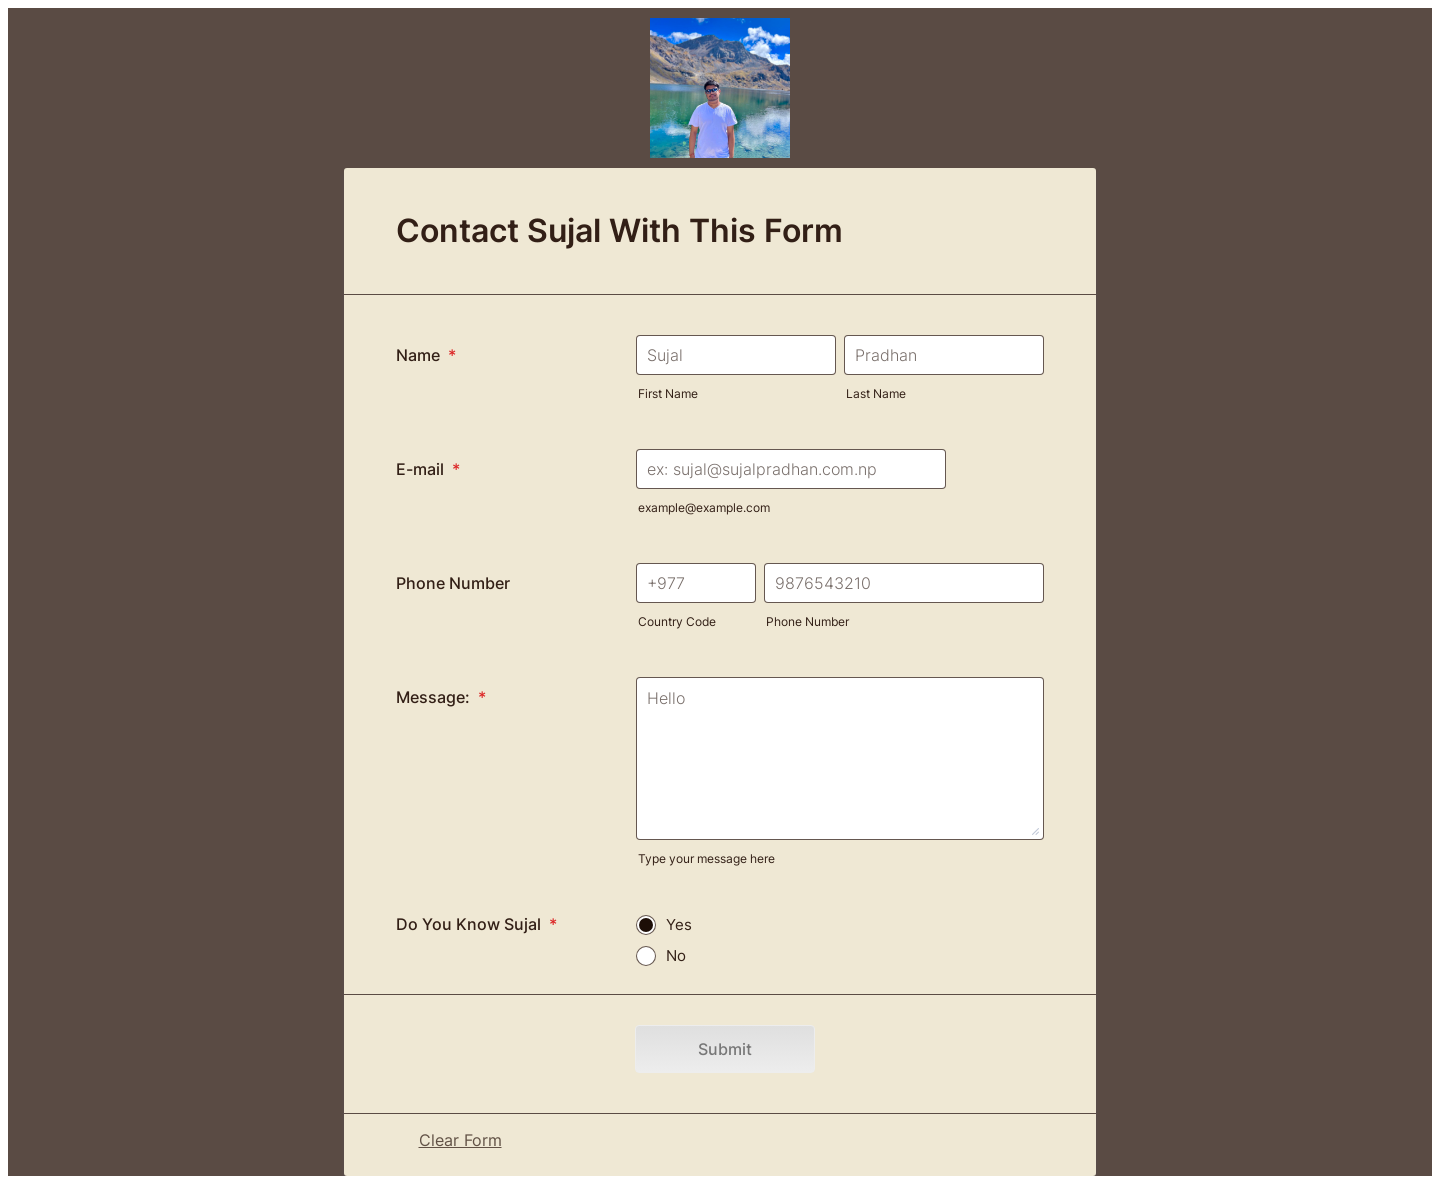 Contact Sujal With This Form
Name *
Sujal
Pradhan
First Name
Last Name
E-mail *
ex: sujal@sujalpradhan.com.np
example@example.com
Phone Number
+977
9876543210
Country Code
Phone Number
Message: *
Hello
Type your message here
Do You Know Sujal *
Yes
No
Submit
Clear Form